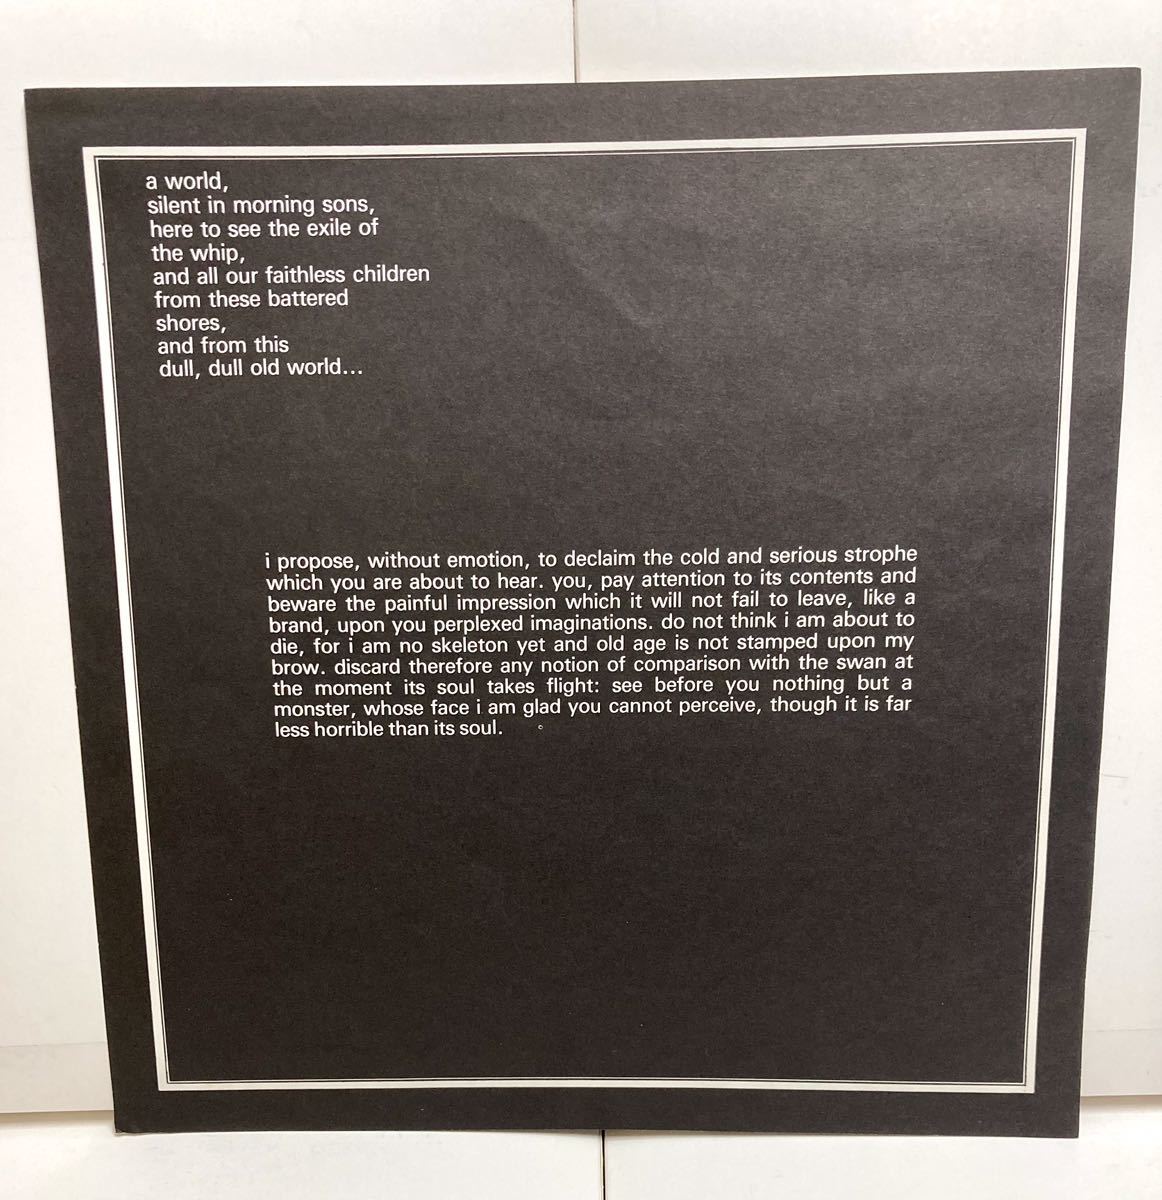 a world,
silent in morning sons,
here to see the exile of
the whip,
and all our faithless children
from these battered
shores,
and from this
dull, dull old world...
i propose, without emotion, to declaim the cold and serious strophe
which you are about to hear. you, pay attention to its contents and
beware the painful impression which it will not fail to leave, like a
brand, upon you perplexed imaginations. do not think i am about to
die, for i am no skeleton yet and old age is not stamped upon my
brow. discard therefore any notion of comparison with the swan at
the moment its soul takes flight: see before you nothing but a
monster, whose face i am glad you cannot perceive, though it is far
less horrible than its soul.